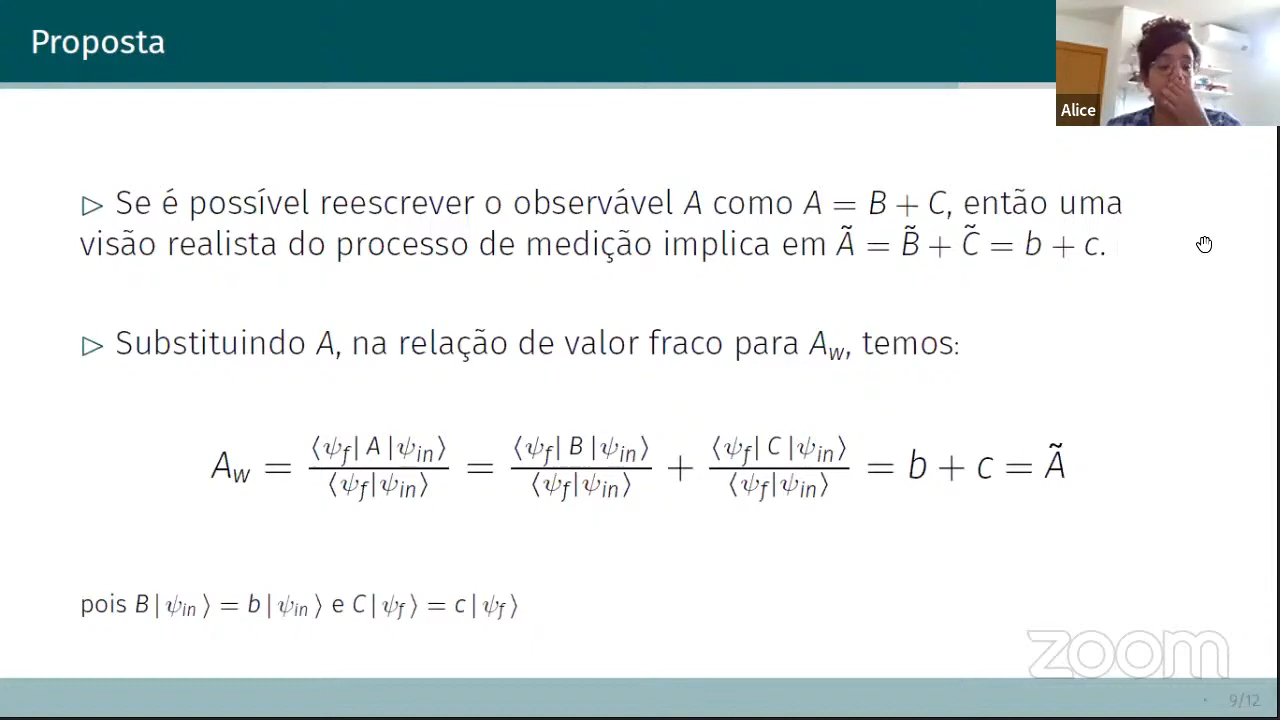 Proposta
Alice
▷ Se é possível reescrever o observável A como A = B + C, então uma
visão realista do processo de medição implica em Ã = B̃ + C̃ = b + c.
▷ Substituindo A, na relação de valor fraco para A_w, temos:
A_w = ⟨ψ_f| A |ψ_in⟩ / ⟨ψ_f|ψ_in⟩ = ⟨ψ_f| B |ψ_in⟩ / ⟨ψ_f|ψ_in⟩ + ⟨ψ_f| C |ψ_in⟩ / ⟨ψ_f|ψ_in⟩ = b + c = Ã
pois B|ψ_in⟩ = b|ψ_in⟩ e C|ψ_f⟩ = c|ψ_f⟩
zoom
9/12